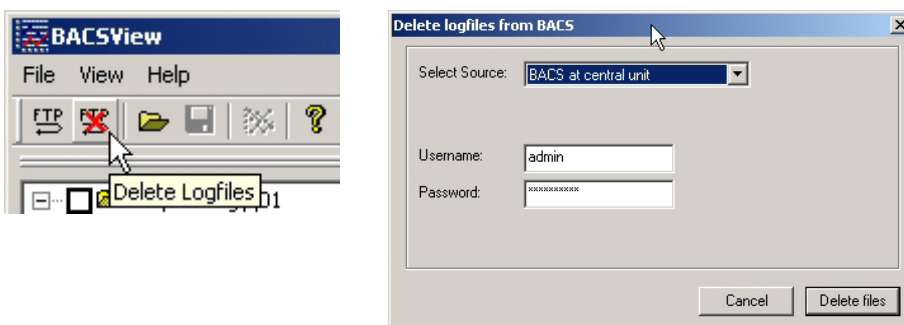 BACSView
File View Help
FTP FTP
Delete Logfiles
01
Delete logfiles from BACS
Select Source: BACS at central unit
Username: admin
Password: **********
Cancel Delete files